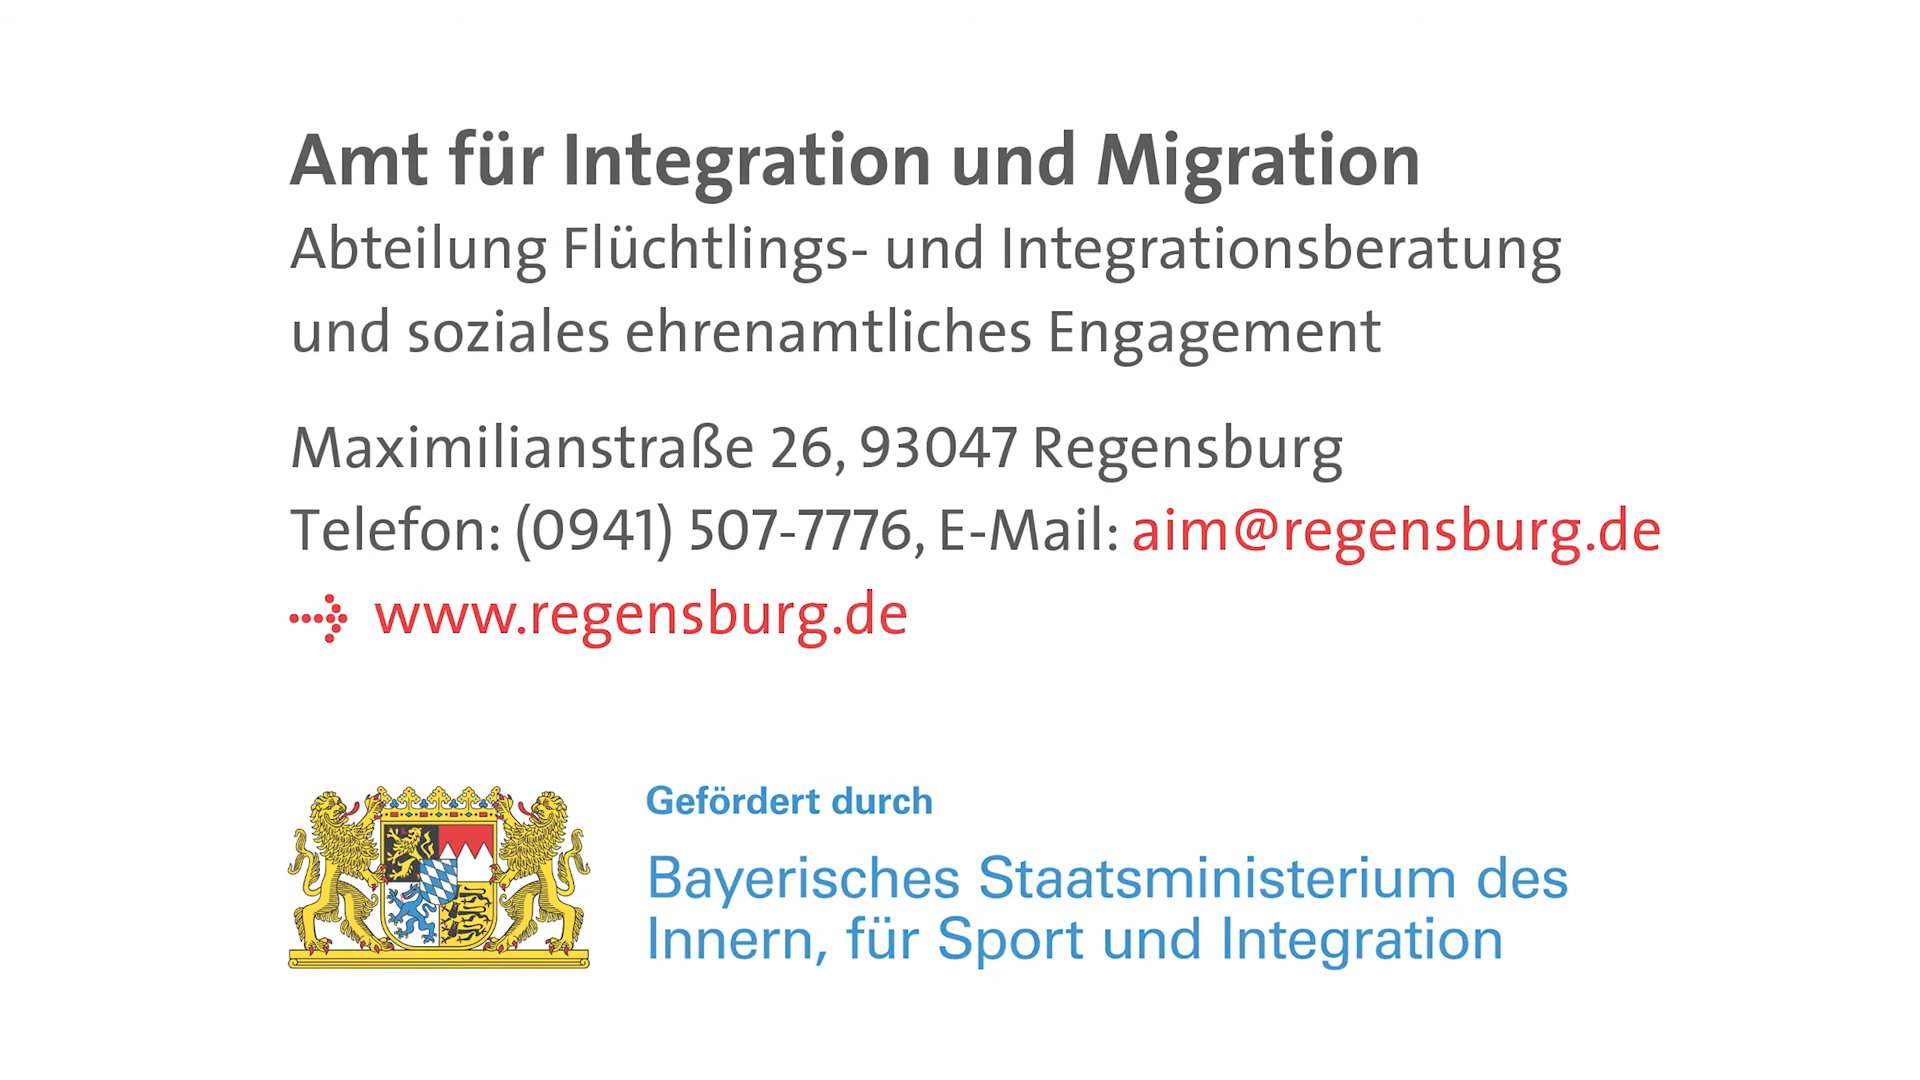 Amt für Integration und Migration
Abteilung Flüchtlings- und Integrationsberatung
und soziales ehrenamtliches Engagement
Maximilianstraße 26, 93047 Regensburg
Telefon: (0941) 507-7776, E-Mail: aim@regensburg.de
www.regensburg.de
Gefördert durch
Bayerisches Staatsministerium des
Innern, für Sport und Integration